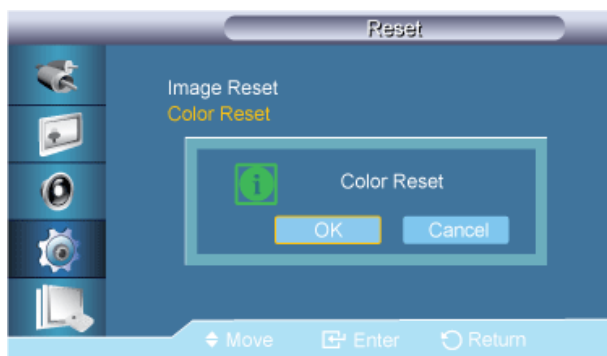 Reset
Image Reset
Color Reset
Color Reset
OK Cancel
Move Enter Return